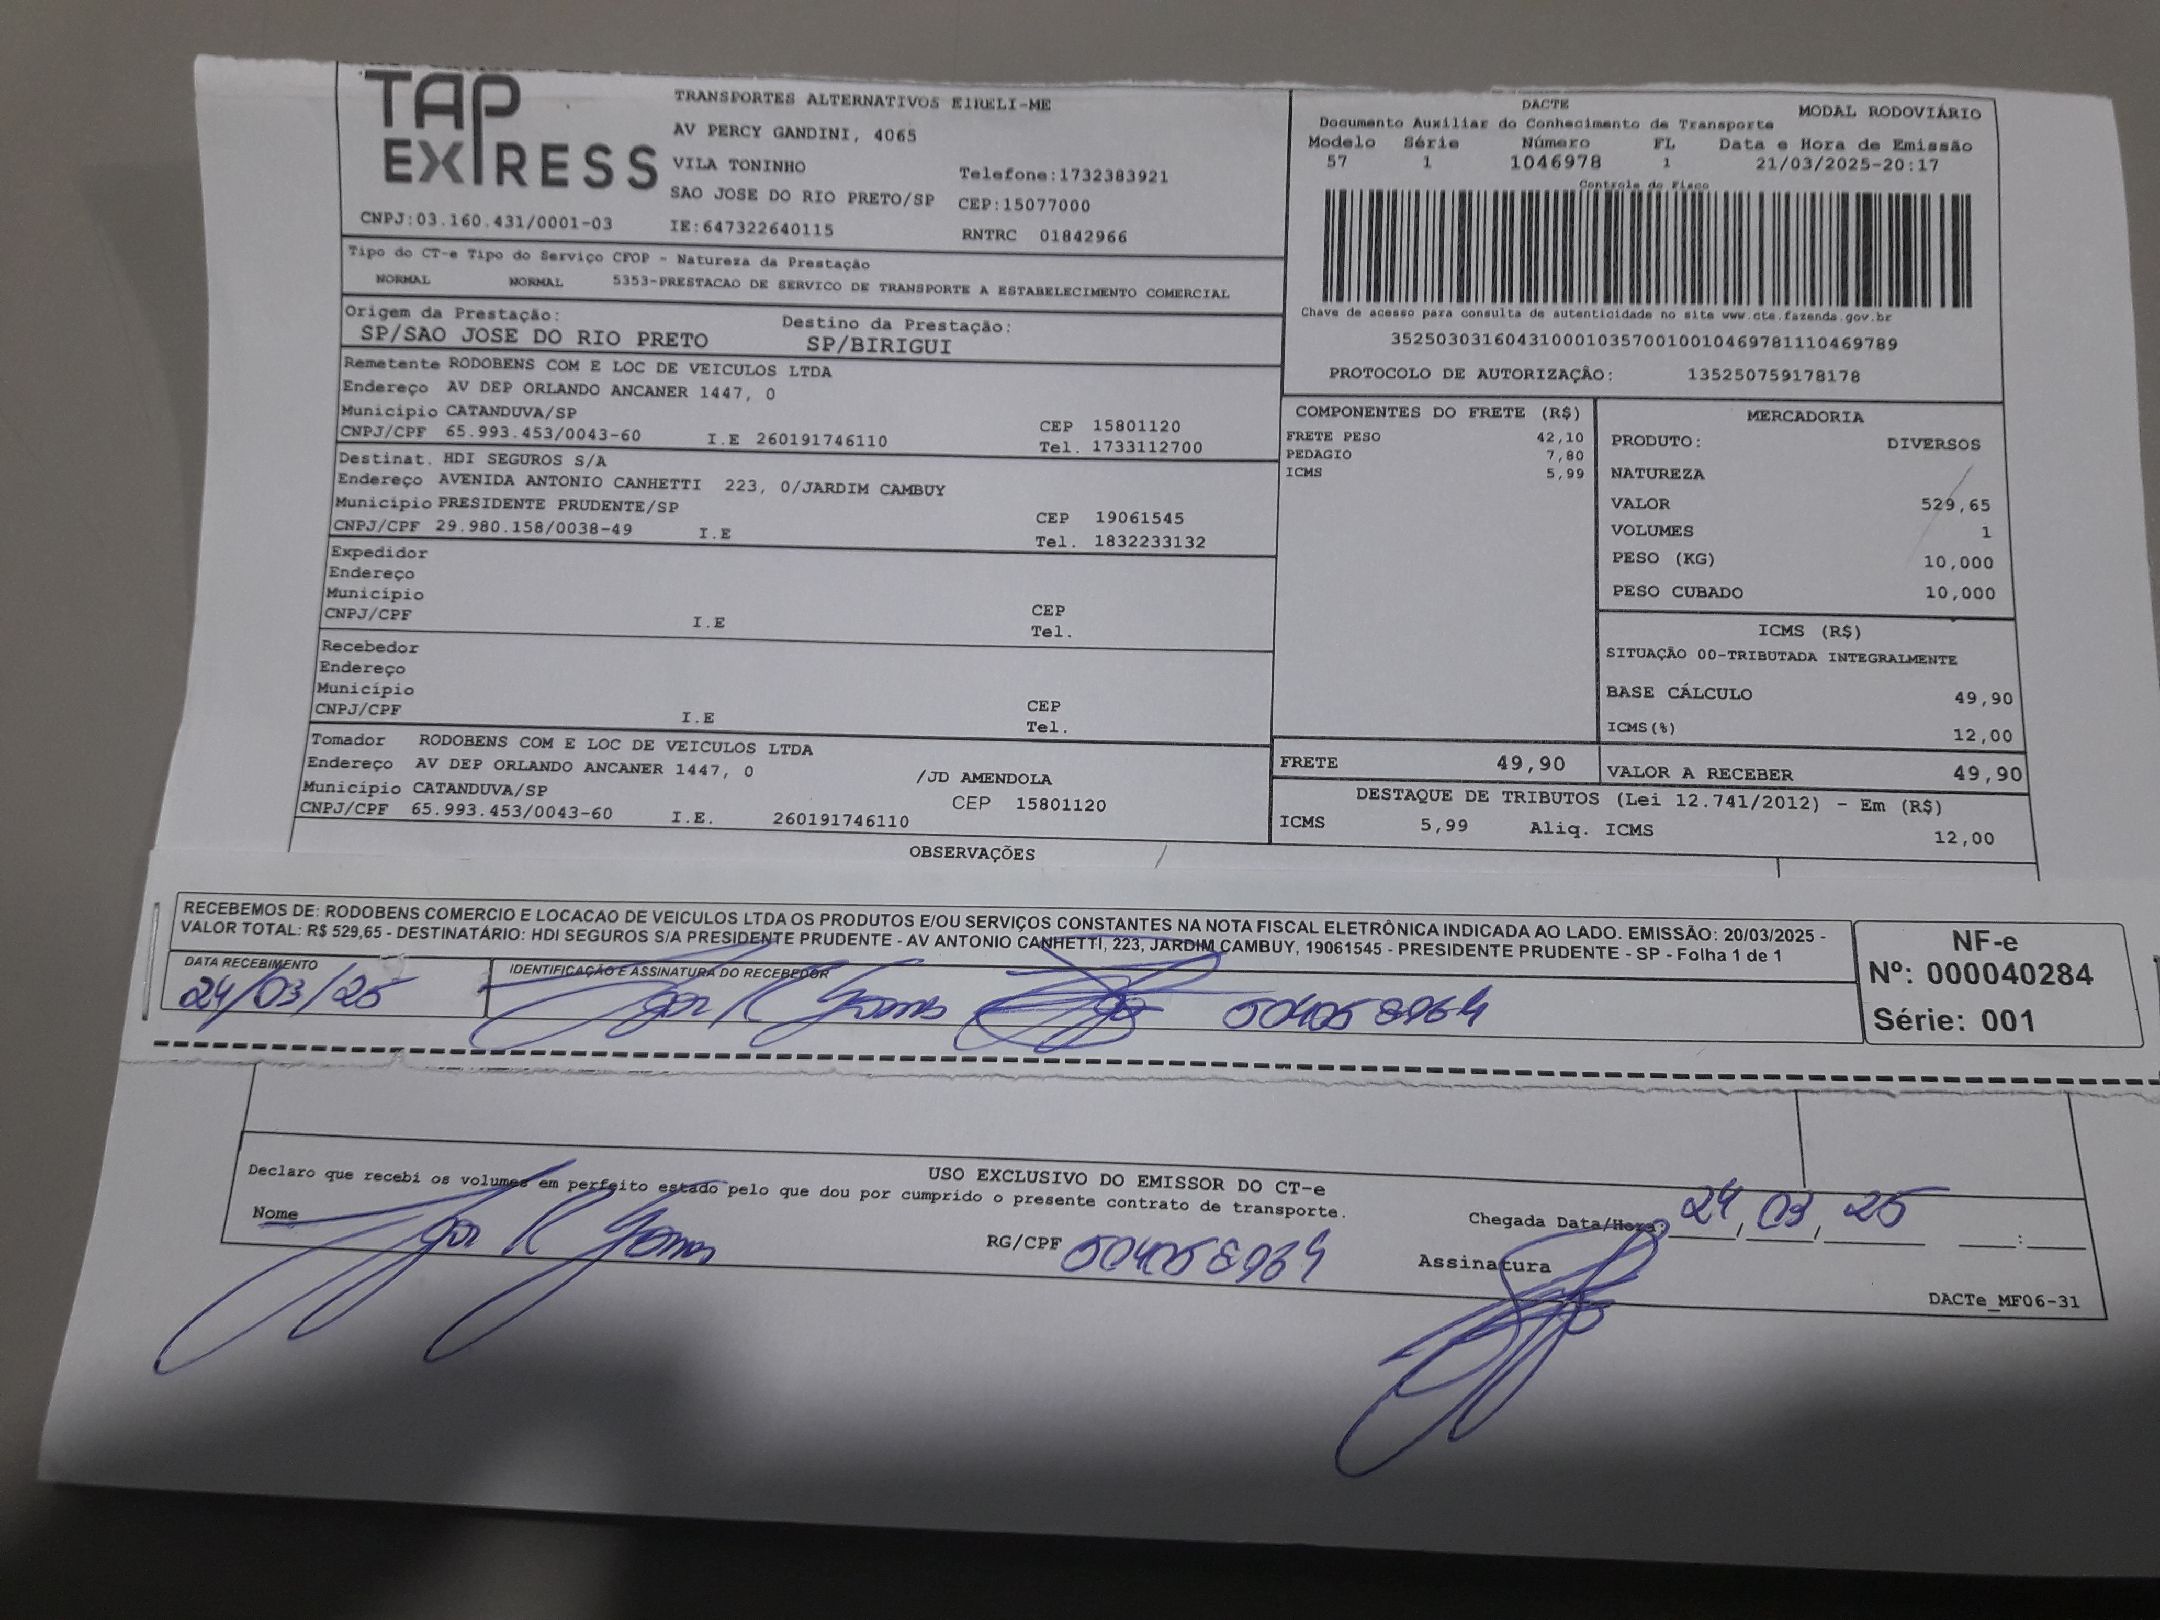 TAP EXPRESS
TRANSPORTES ALTERNATIVOS EIRELI-ME
AV PERCY GANDINI, 4065
VILA TONINHO Telefone:1732383921
SAO JOSE DO RIO PRETO/SP CEP:15077000
CNPJ:03.160.431/0001-03 IE:647322640115 RNTRC 01842966
DACTE MODAL RODOVIÁRIO
Documento Auxiliar do Conhecimento de Transporte
Modelo Série Número FL Data e Hora de Emissão
57 1 1046978 1 21/03/2025-20:17
Controle do Fisco
Chave de acesso para consulta de autenticidade no site www.cte.fazenda.gov.br
35250303160431000103570010010469781110469789
PROTOCOLO DE AUTORIZAÇÃO: 135250759178178
Tipo do CT-e Tipo do Serviço CFOP - Natureza da Prestação
NORMAL NORMAL 5353-PRESTACAO DE SERVICO DE TRANSPORTE A ESTABELECIMENTO COMERCIAL
Origem da Prestação: Destino da Prestação:
SP/SAO JOSE DO RIO PRETO SP/BIRIGUI
Remetente RODOBENS COM E LOC DE VEICULOS LTDA
Endereço AV DEP ORLANDO ANCANER 1447, 0
Município CATANDUVA/SP CEP 15801120
CNPJ/CPF 65.993.453/0043-60 I.E 260191746110 Tel. 1733112700
Destinat. HDI SEGUROS S/A
Endereço AVENIDA ANTONIO CANHETTI 223, 0/JARDIM CAMBUY
Município PRESIDENTE PRUDENTE/SP CEP 19061545
CNPJ/CPF 29.980.158/0038-49 I.E Tel. 1832233132
Expedidor
Endereço
Município CEP
CNPJ/CPF I.E Tel.
Recebedor
Endereço
Município CEP
CNPJ/CPF I.E Tel.
Tomador RODOBENS COM E LOC DE VEICULOS LTDA
Endereço AV DEP ORLANDO ANCANER 1447, 0 /JD AMENDOLA
Município CATANDUVA/SP CEP 15801120
CNPJ/CPF 65.993.453/0043-60 I.E. 260191746110
COMPONENTES DO FRETE (R$)
FRETE PESO 42,10
PEDAGIO 7,80
ICMS 5,99
MERCADORIA
PRODUTO: DIVERSOS
NATUREZA
VALOR 529,65
VOLUMES 1
PESO (KG) 10,000
PESO CUBADO 10,000
ICMS (R$)
SITUAÇÃO 00-TRIBUTADA INTEGRALMENTE
BASE CÁLCULO 49,90
ICMS(%) 12,00
FRETE 49,90 VALOR A RECEBER 49,90
DESTAQUE DE TRIBUTOS (Lei 12.741/2012) - Em (R$)
ICMS 5,99 Aliq. ICMS 12,00
OBSERVAÇÕES
RECEBEMOS DE: RODOBENS COMERCIO E LOCACAO DE VEICULOS LTDA OS PRODUTOS E/OU SERVIÇOS CONSTANTES NA NOTA FISCAL ELETRÔNICA INDICADA AO LADO. EMISSÃO: 20/03/2025 -
VALOR TOTAL: R$ 529,65 - DESTINATÁRIO: HDI SEGUROS S/A PRESIDENTE PRUDENTE - AV ANTONIO CANHETTI, 223, JARDIM CAMBUY, 19061545 - PRESIDENTE PRUDENTE - SP - Folha 1 de 1
DATA RECEBIMENTO IDENTIFICAÇÃO E ASSINATURA DO RECEBEDOR
24/03/25
NF-e
Nº: 000040284
Série: 001
USO EXCLUSIVO DO EMISSOR DO CT-e
Declaro que recebi os volumes em perfeito estado pelo que dou por cumprido o presente contrato de transporte.
Nome RG/CPF Chegada Data/Hora: 24 03 25
Assinatura
DACTe_MF06-31